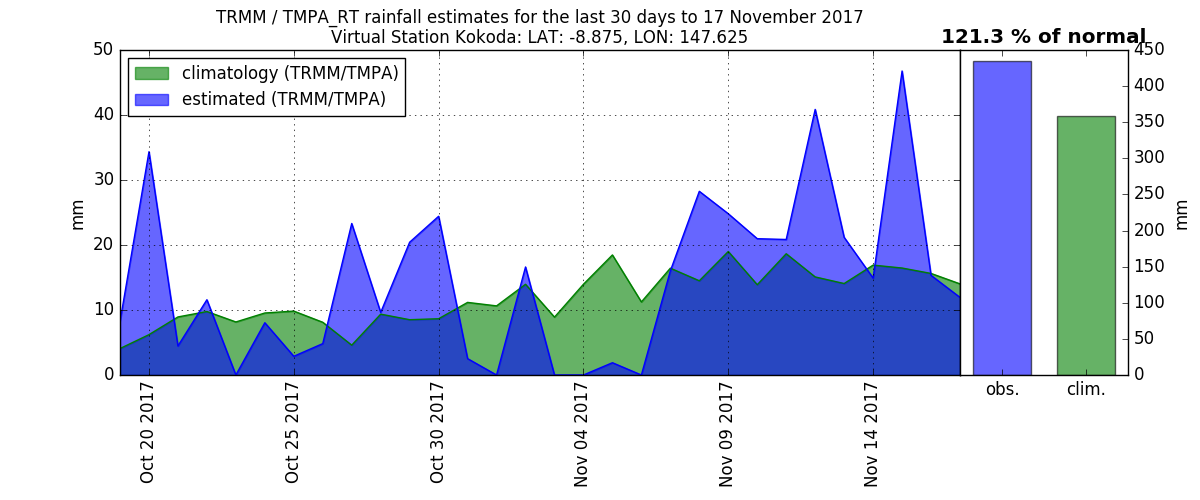 TRMM / TMPA_RT rainfall estimates for the last 30 days to 17 November 2017
Virtual Station Kokoda: LAT: -8.875, LON: 147.625
121.3 % of normal
climatology (TRMM/TMPA)
estimated (TRMM/TMPA)
mm
50
40
30
20
10
0
Oct 20 2017
Oct 25 2017
Oct 30 2017
Nov 04 2017
Nov 09 2017
Nov 14 2017
obs.
clim.
450
400
350
300
250
200
150
100
50
0
mm